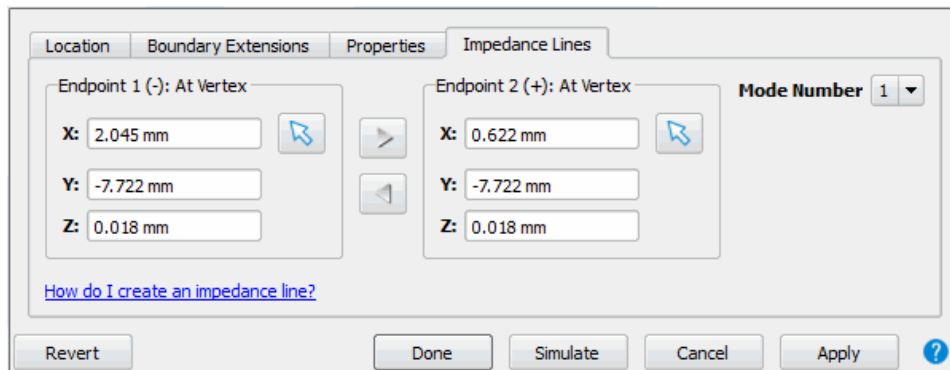 Location Boundary Extensions Properties Impedance Lines
Endpoint 1 (-): At Vertex Endpoint 2 (+): At Vertex Mode Number 1
X: 2.045 mm X: 0.622 mm
Y: -7.722 mm Y: -7.722 mm
Z: 0.018 mm Z: 0.018 mm
How do I create an impedance line?
Revert Done Simulate Cancel Apply ?